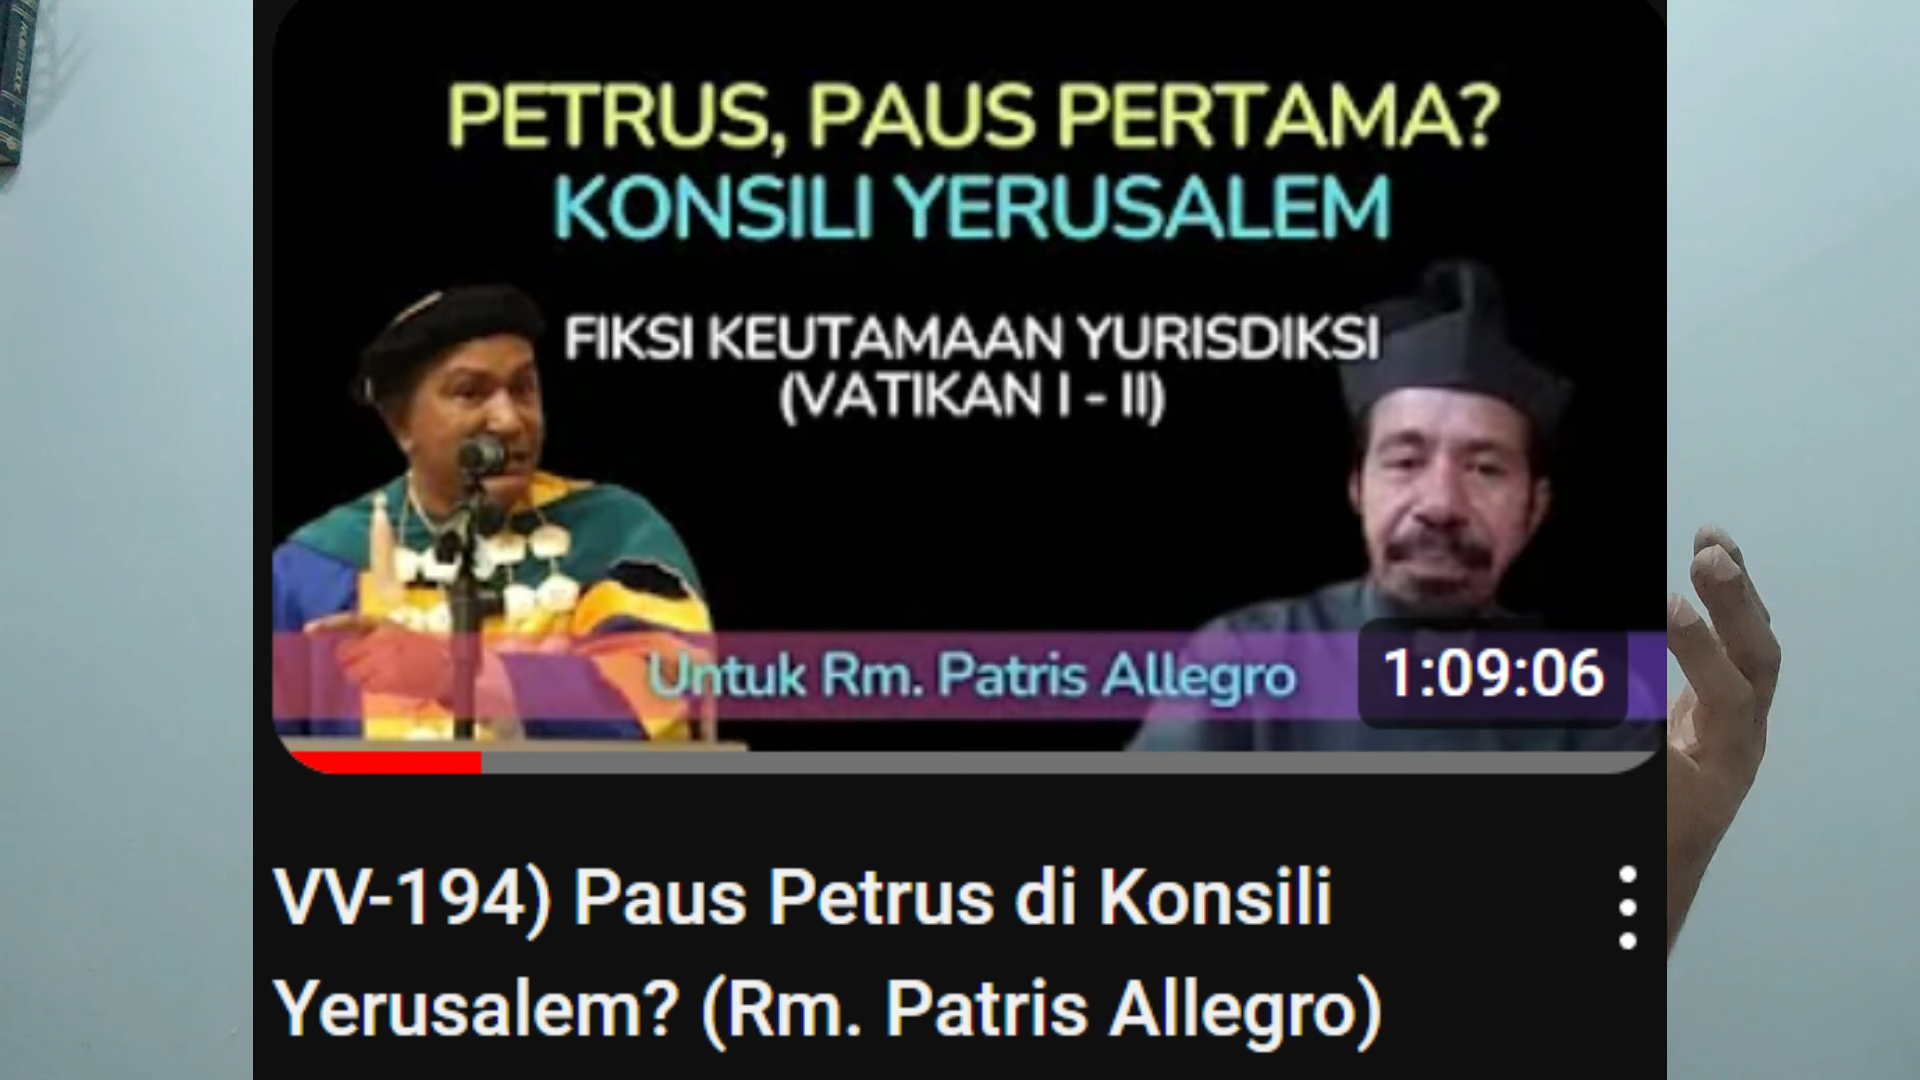 PETRUS, PAUS PERTAMA?
KONSILI YERUSALEM
FIKSI KEUTAMAAN YURISDIKSI
(VATIKAN I - II)
Untuk Rm. Patris Allegro
1:09:06
VV-194) Paus Petrus di Konsili
Yerusalem? (Rm. Patris Allegro)